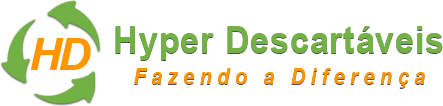 HD
Hyper Descartáveis
Fazendo a Diferença